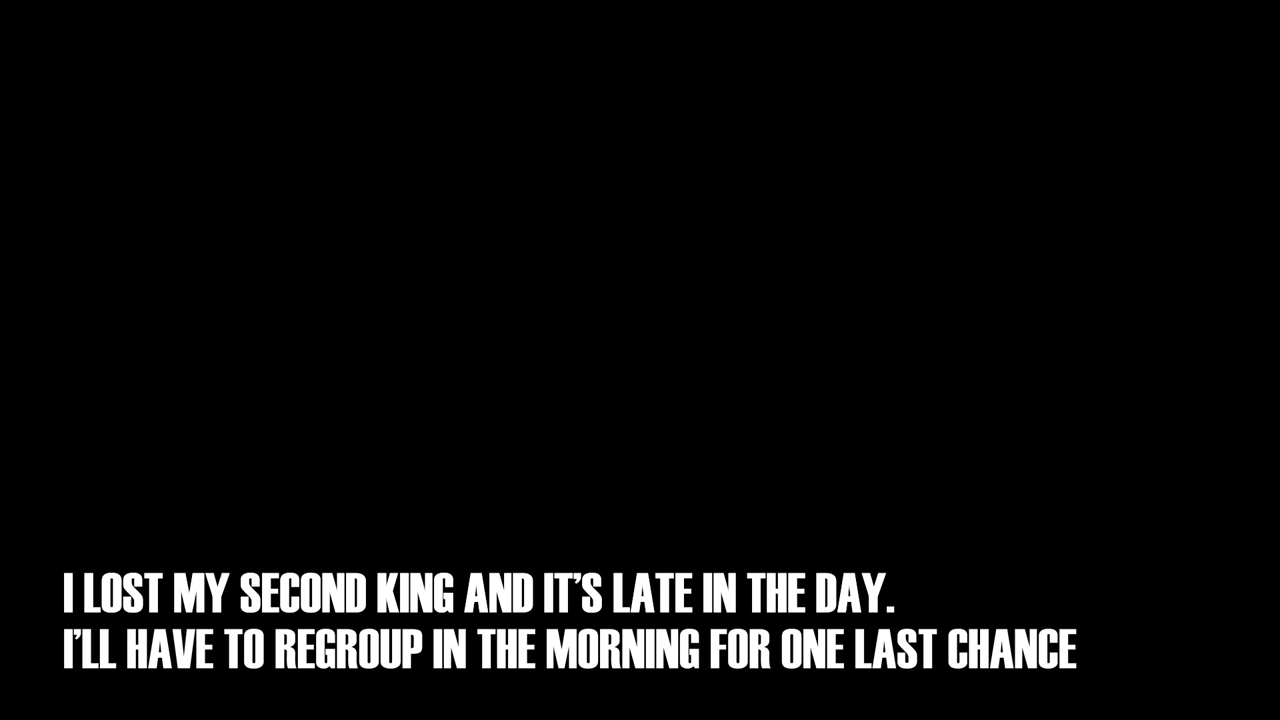 I LOST MY SECOND KING AND IT’S LATE IN THE DAY.
I’LL HAVE TO REGROUP IN THE MORNING FOR ONE LAST CHANCE